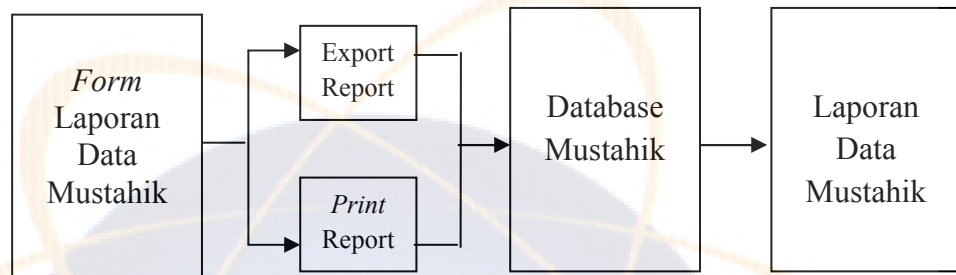 Form
Laporan
Data
Mustahik
Export
Report
Print
Report
Database
Mustahik
Laporan
Data
Mustahik